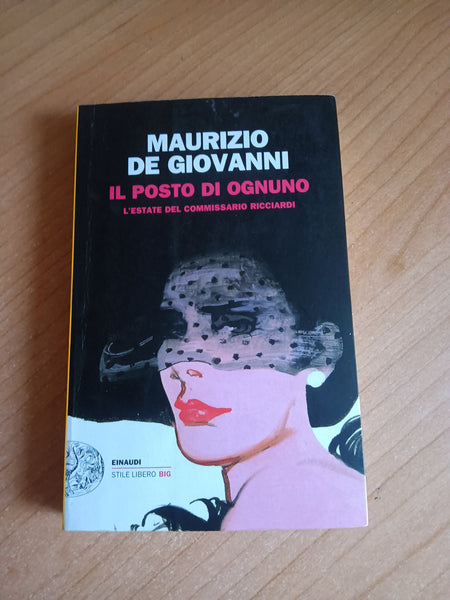 MAURIZIO
DE GIOVANNI
IL POSTO DI OGNUNO
L'ESTATE DEL COMMISSARIO RICCIARDI
EINAUDI
STILE LIBERO BIG